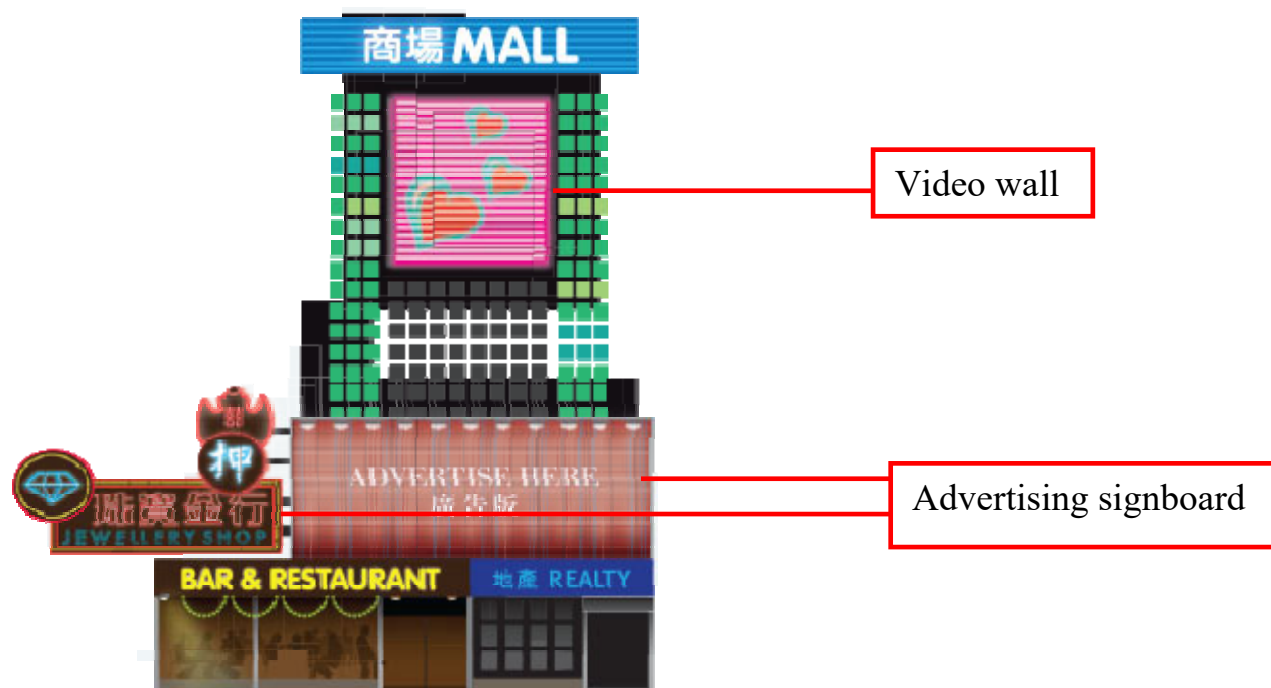 商場 MALL
Video wall
押
ADVERTISE HERE
廣告版
Advertising signboard
珠寶金行
JEWELLERY SHOP
BAR & RESTAURANT
地產 REALTY